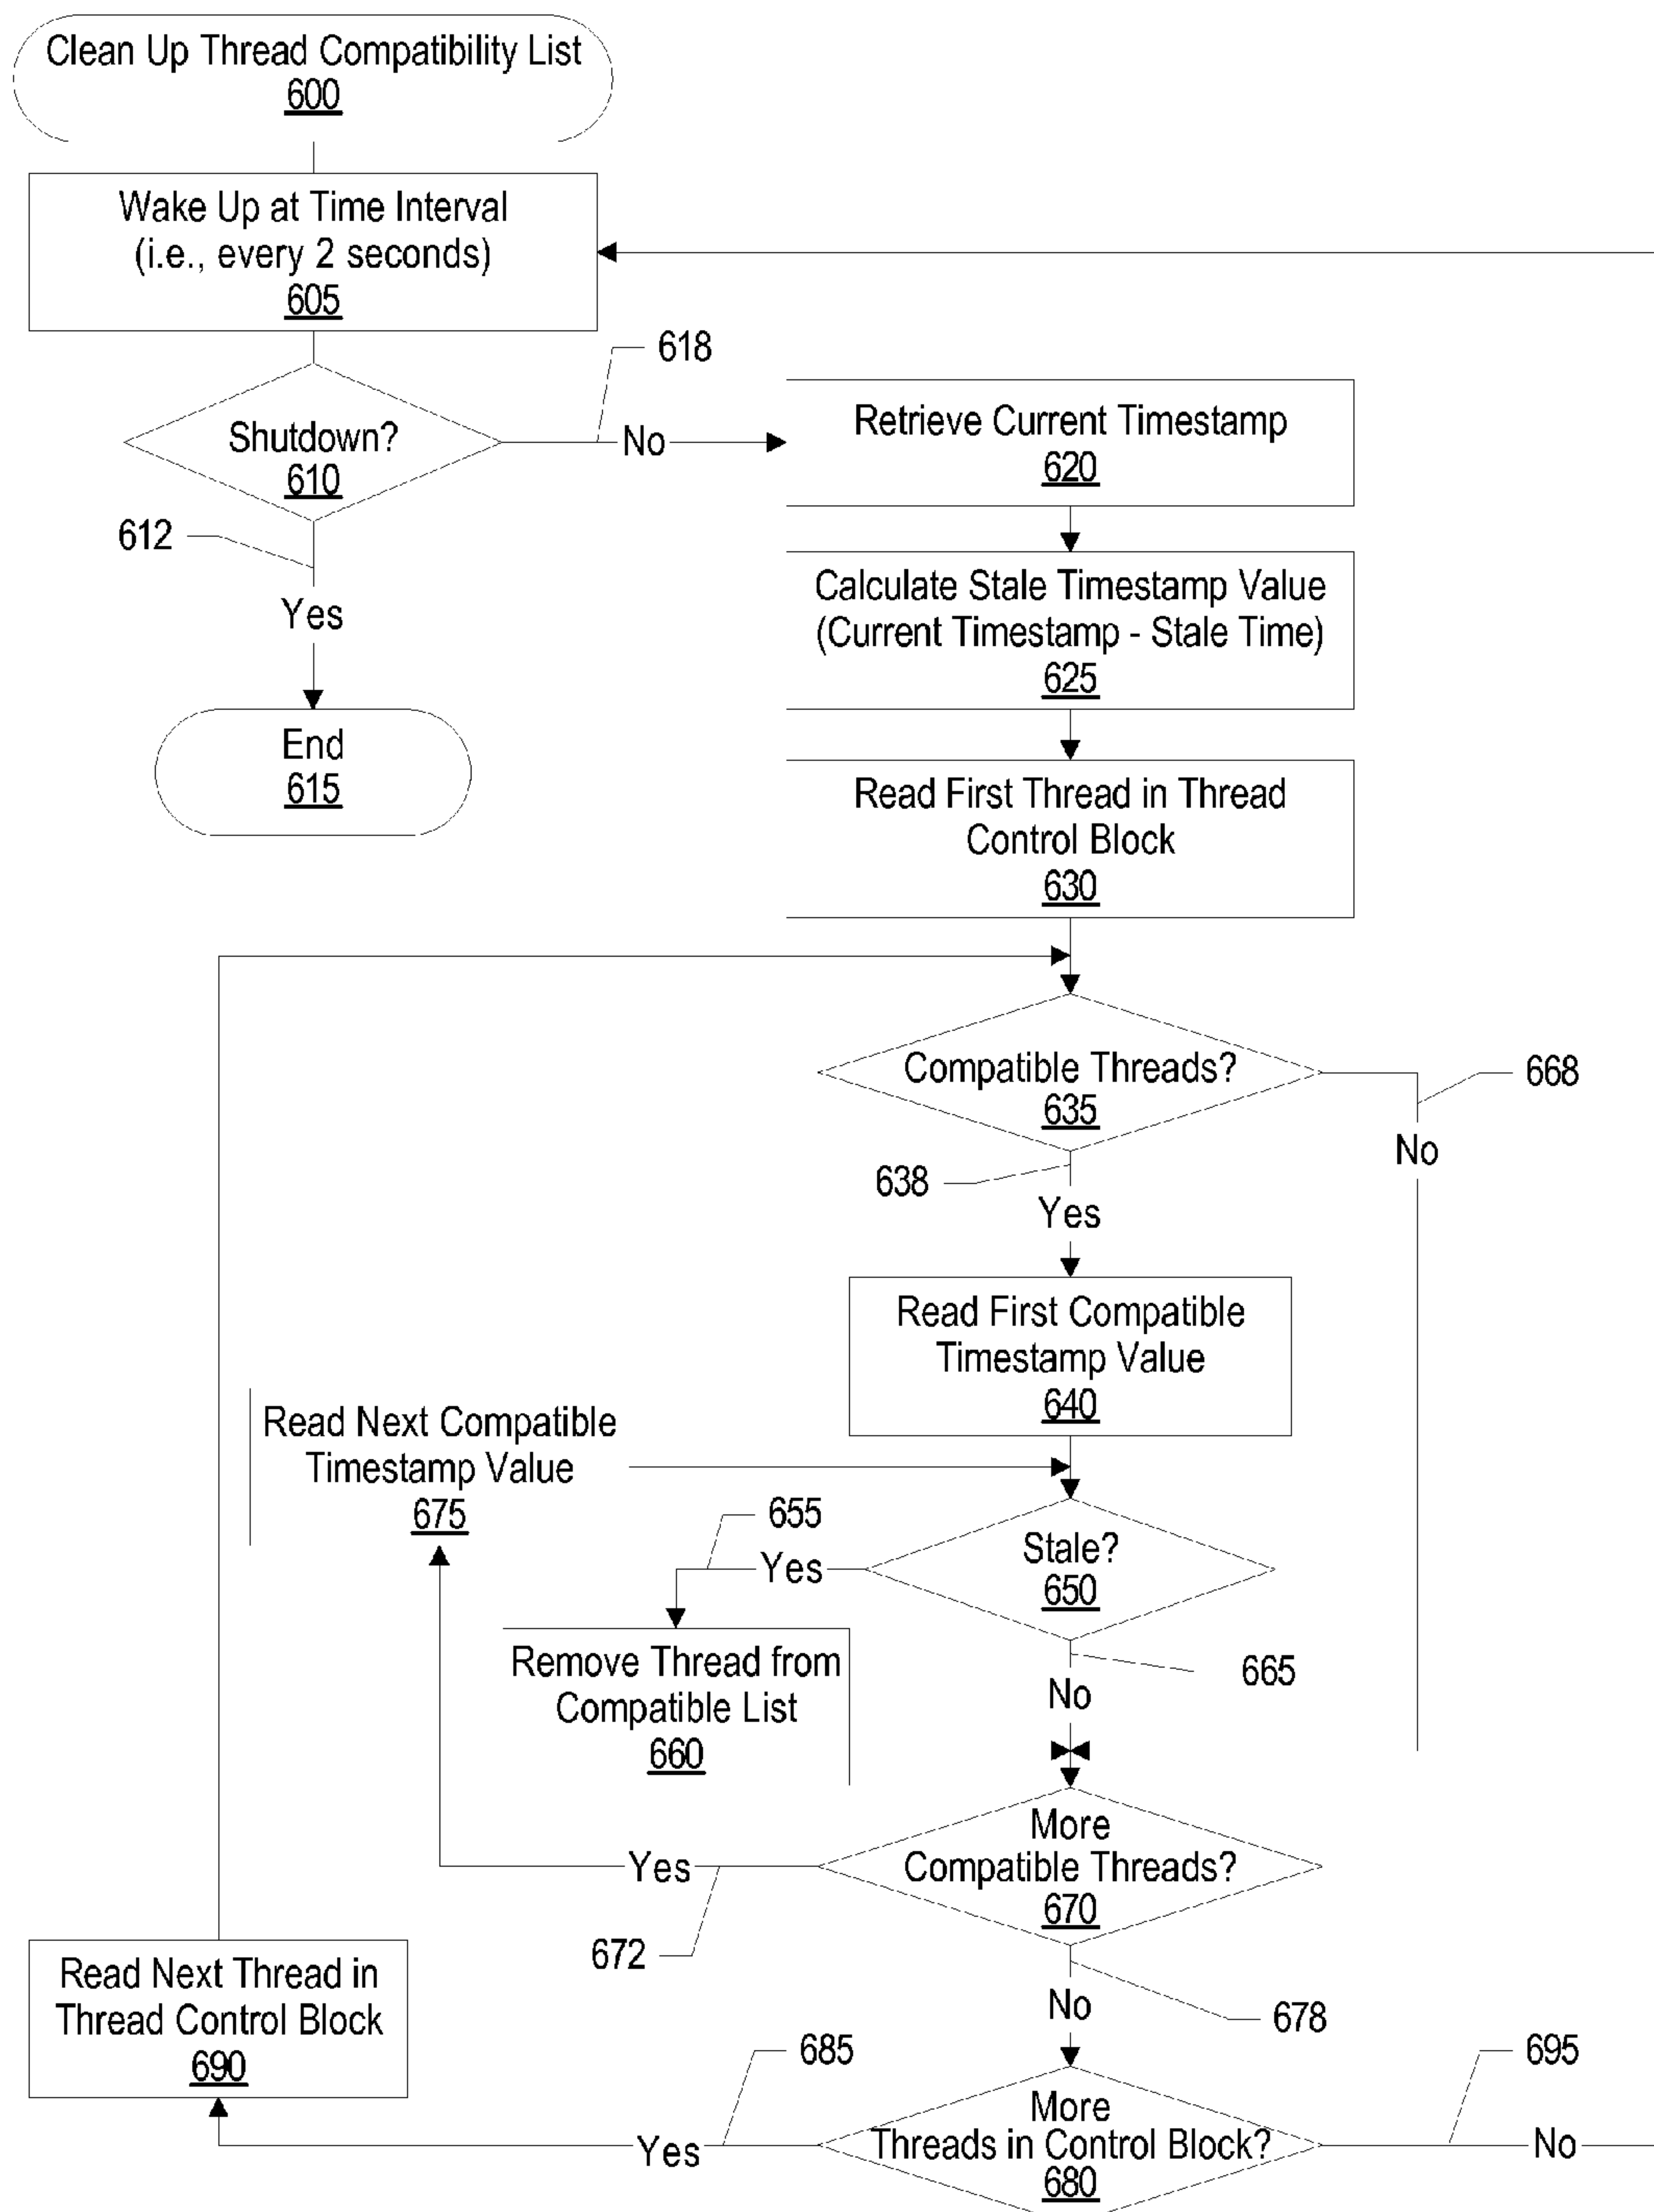 Clean Up Thread Compatibility List
600
Wake Up at Time Interval
(i.e., every 2 seconds)
605
618
Shutdown?
610
No
Retrieve Current Timestamp
620
612
Yes
Calculate Stale Timestamp Value
(Current Timestamp - Stale Time)
625
End
615
Read First Thread in Thread
Control Block
630
Compatible Threads?
635
668
No
638
Yes
Read First Compatible
Timestamp Value
640
Read Next Compatible
Timestamp Value
675
655
Yes
Stale?
650
Remove Thread from
Compatible List
660
665
No
More
Compatible Threads?
670
Yes
672
Read Next Thread in
Thread Control Block
690
678
No
685
695
More
Threads in Control Block?
680
Yes
No